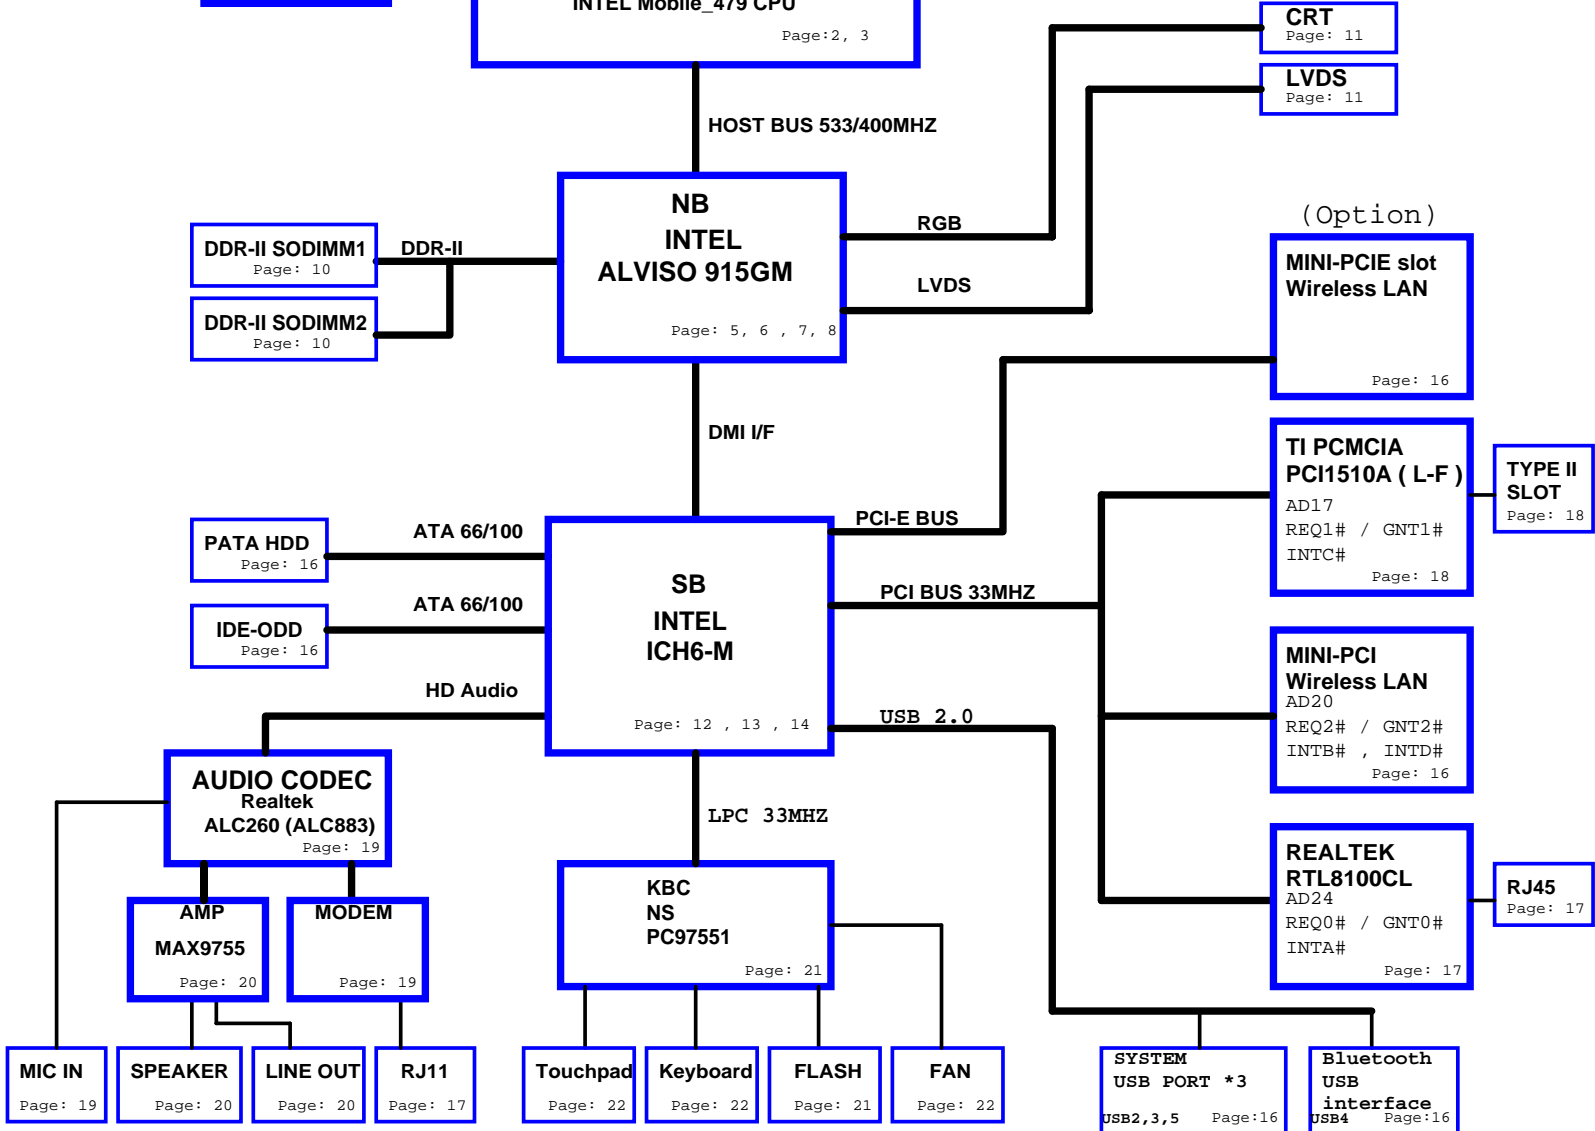 INTEL Mobile_479 CPU
Page:2, 3
CRT
Page: 11
LVDS
Page: 11
HOST BUS 533/400MHZ
NB
INTEL
ALVISO 915GM
Page: 5, 6 , 7, 8
RGB
LVDS
DDR-II SODIMM1
Page: 10
DDR-II
DDR-II SODIMM2
Page: 10
(Option)
MINI-PCIE slot
Wireless LAN
Page: 16
DMI I/F
TI PCMCIA
PCI1510A ( L-F )
AD17
REQ1# / GNT1#
INTC#
Page: 18
TYPE II
SLOT
Page: 18
PATA HDD
Page: 16
ATA 66/100
IDE-ODD
Page: 16
ATA 66/100
SB
INTEL
ICH6-M
Page: 12 , 13 , 14
PCI-E BUS
PCI BUS 33MHZ
USB 2.0
HD Audio
MINI-PCI
Wireless LAN
AD20
REQ2# / GNT2#
INTB# , INTD#
Page: 16
AUDIO CODEC
Realtek
ALC260 (ALC883)
Page: 19
LPC 33MHZ
AMP
MAX9755
Page: 20
MODEM
Page: 19
KBC
NS
PC97551
Page: 21
REALTEK
RTL8100CL
AD24
REQ0# / GNT0#
INTA#
Page: 17
RJ45
Page: 17
MIC IN
Page: 19
SPEAKER
Page: 20
LINE OUT
Page: 20
RJ11
Page: 17
Touchpad
Page: 22
Keyboard
Page: 22
FLASH
Page: 21
FAN
Page: 22
SYSTEM
USB PORT *3
USB2,3,5 Page:16
Bluetooth
USB
interface
USB4 Page:16